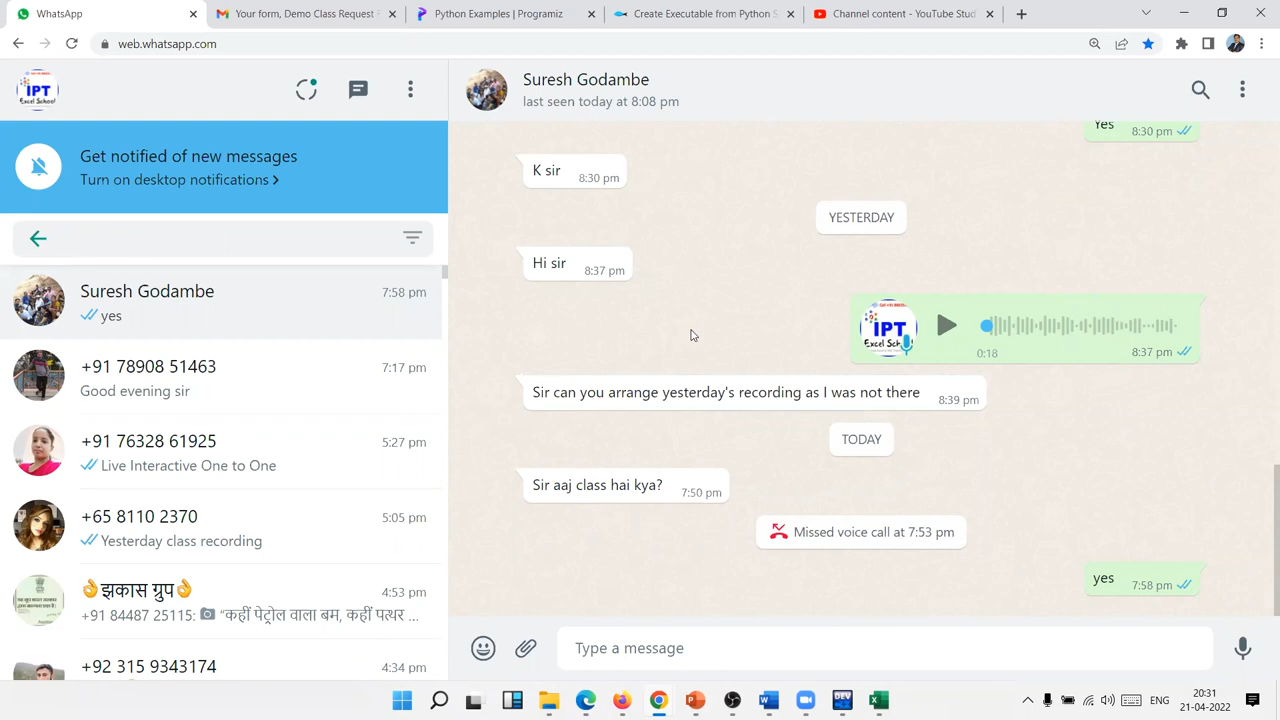 WhatsApp
Your form, Demo Class Request F
Python Examples | Programiz
Create Executable from Python S
Channel content - YouTube Stud
web.whatsapp.com
IPT
Excel School
Suresh Godambe
last seen today at 8:08 pm
Get notified of new messages
Turn on desktop notifications
Suresh Godambe 7:58 pm
yes
+91 78908 51463 7:17 pm
Good evening sir
+91 76328 61925 5:27 pm
Live Interactive One to One
+65 8110 2370 5:05 pm
Yesterday class recording
👌झकास ग्रुप👌 4:53 pm
+91 84487 25115: “कहीं पेट्रोल वाला बम, कहीं पत्थर ...
+92 315 9343174 4:34 pm
Yes 8:30 pm
K sir 8:30 pm
YESTERDAY
Hi sir 8:37 pm
IPT
Excel School
0:18 8:37 pm
Sir can you arrange yesterday's recording as I was not there 8:39 pm
TODAY
Sir aaj class hai kya? 7:50 pm
Missed voice call at 7:53 pm
yes 7:58 pm
Type a message
DEV
ENG
20:31
21-04-2022